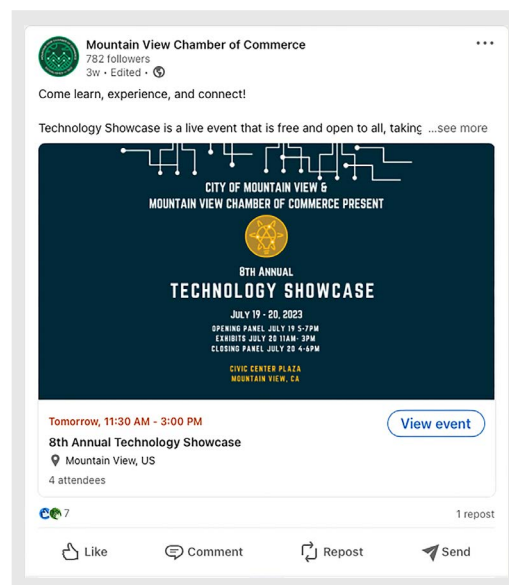 Mountain View Chamber of Commerce
782 followers
3w • Edited •
Come learn, experience, and connect!
Technology Showcase is a live event that is free and open to all, taking ...see more
CITY OF MOUNTAIN VIEW &
MOUNTAIN VIEW CHAMBER OF COMMERCE PRESENT
8TH ANNUAL
TECHNOLOGY SHOWCASE
JULY 19 - 20, 2023
OPENING PANEL JULY 19 5-7PM
EXHIBITS JULY 20 11AM- 3PM
CLOSING PANEL JULY 20 4-6PM
CIVIC CENTER PLAZA
MOUNTAIN VIEW, CA
Tomorrow, 11:30 AM - 3:00 PM
View event
8th Annual Technology Showcase
Mountain View, US
4 attendees
7
1 repost
Like
Comment
Repost
Send